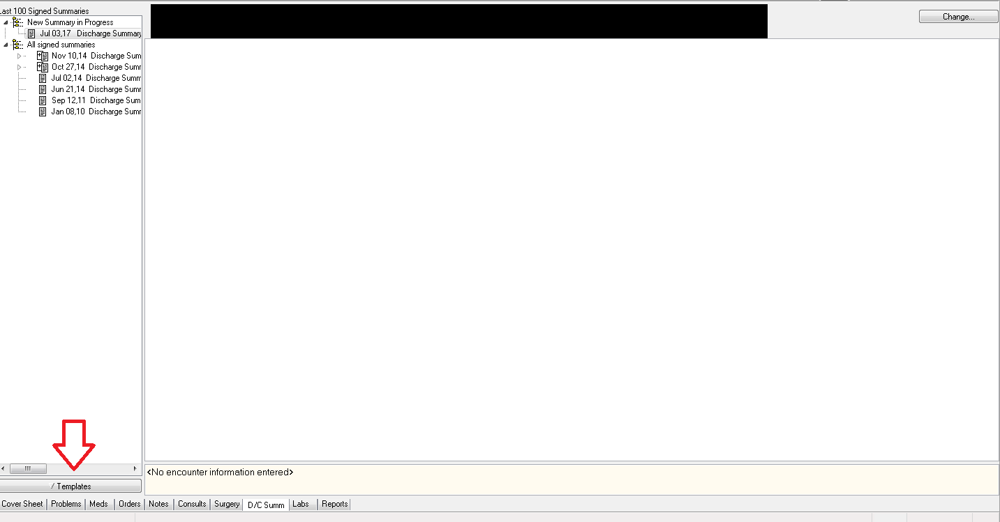 Last 100 Signed Summaries
New Summary in Progress
Jul 03,17 Discharge Summary
All signed summaries
Nov 10,14 Discharge Sum
Oct 27,14 Discharge Sum
Jul 02,14 Discharge Summ
Jun 21,14 Discharge Sum
Sep 12,11 Discharge Sum
Jan 08,10 Discharge Sum
Change...
<No encounter information entered>
/ Templates
Cover Sheet Problems Meds Orders Notes Consults Surgery D/C Summ Labs Reports